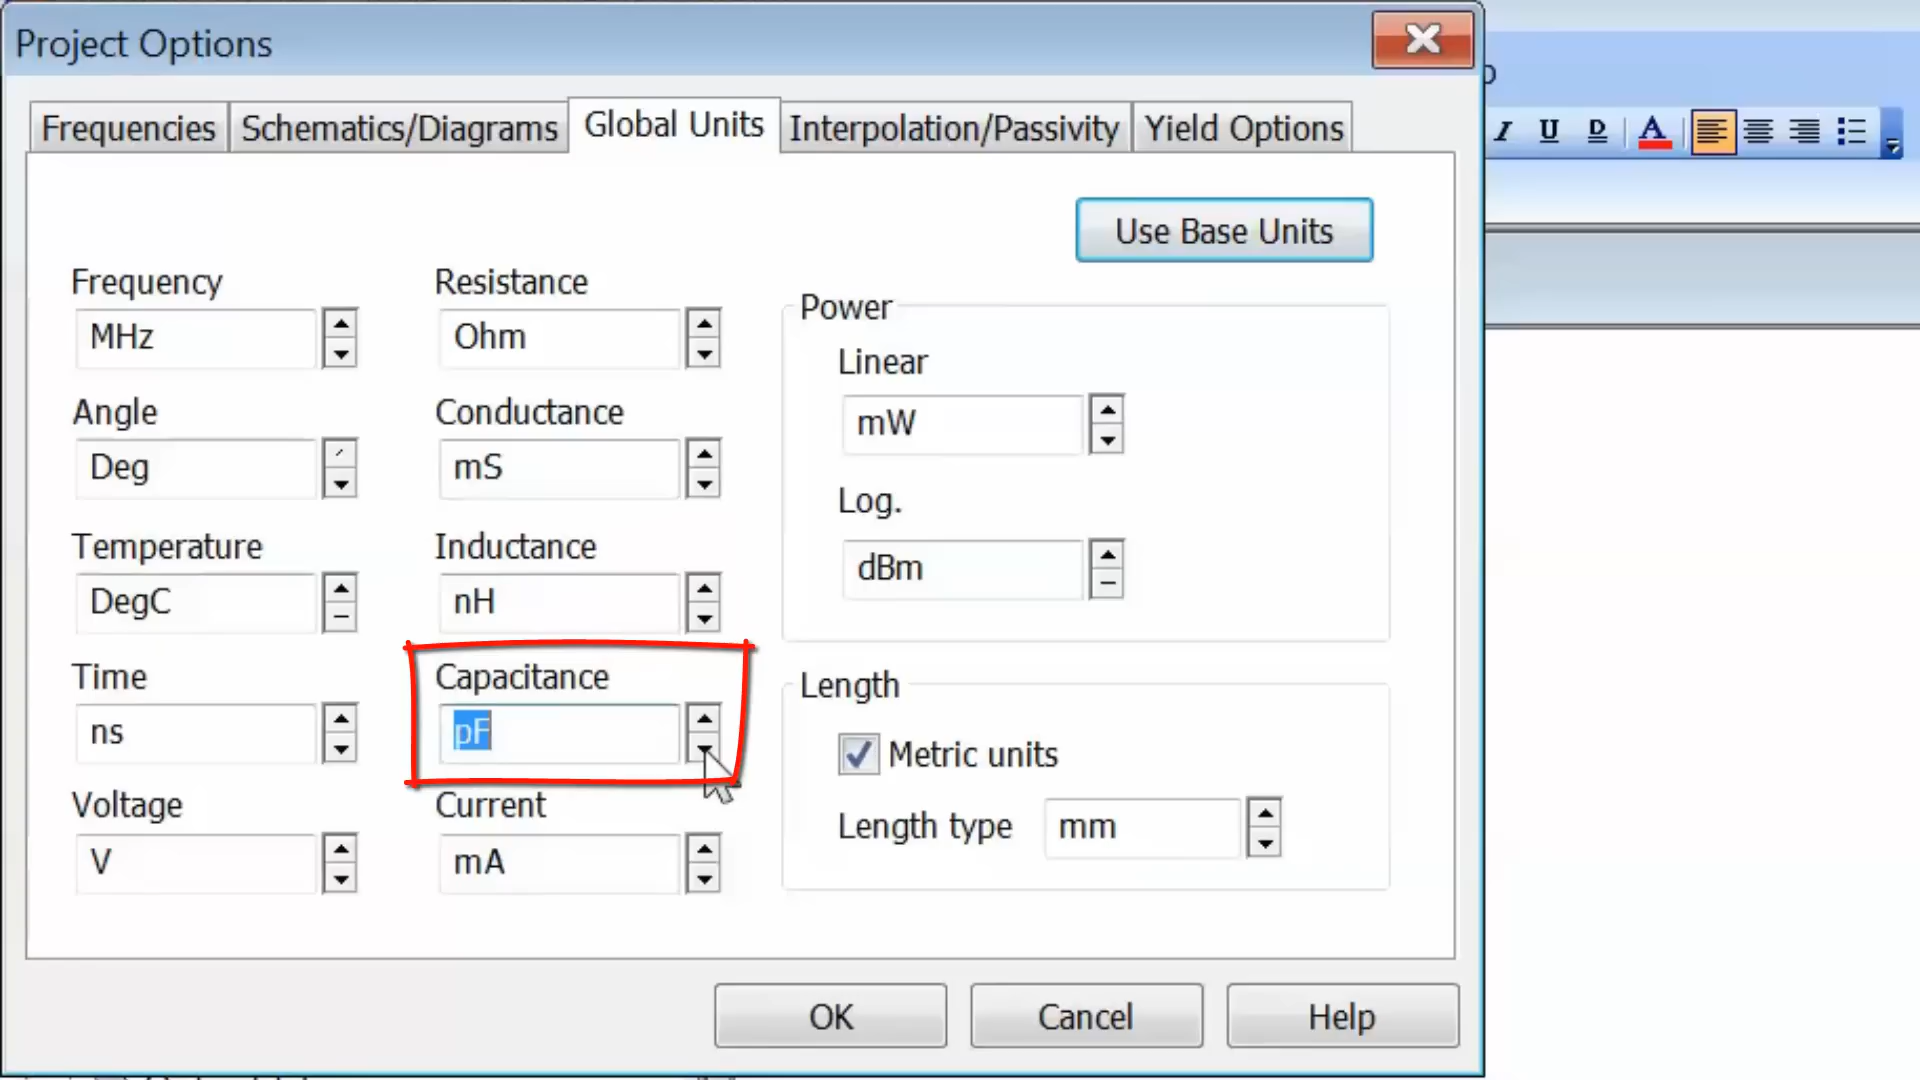 Project Options
Frequencies Schematics/Diagrams Global Units Interpolation/Passivity Yield Options
U D A
Use Base Units
Frequency
MHz
Angle
Deg
Temperature
DegC
Time
ns
Voltage
V
Resistance
Ohm
Conductance
mS
Inductance
nH
Capacitance
pF
Current
mA
Power
Linear
mW
Log.
dBm
Length
Metric units
Length type mm
OK Cancel Help